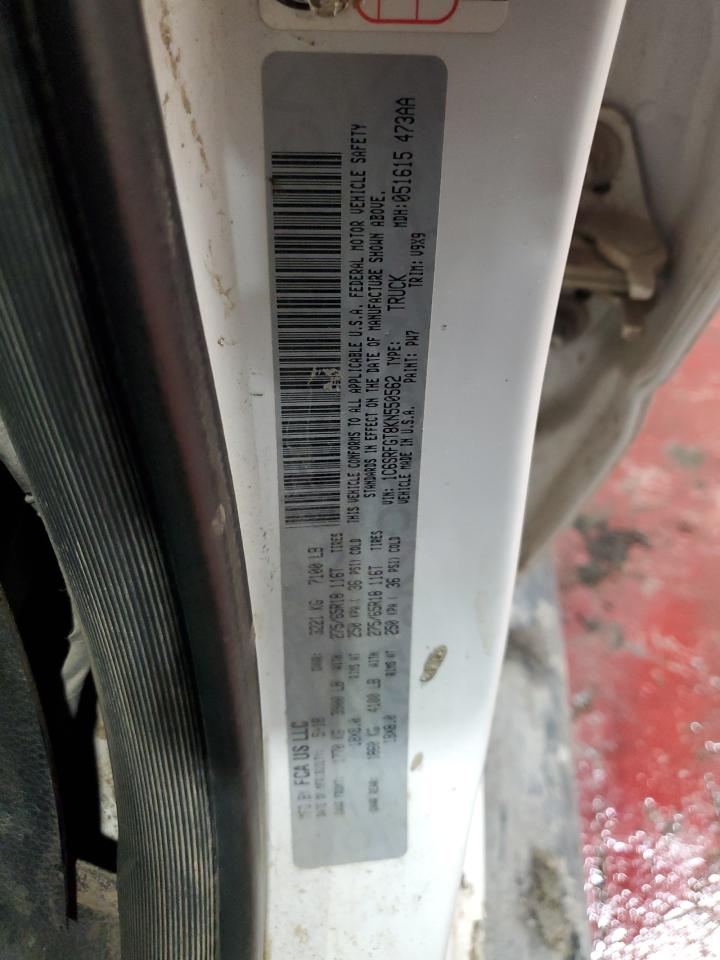 MFD BY FCA US LLC
DATE OF MFR 5-18 GVWR: 3221 KG 7100 LB
GAWR FRONT: 1770 KG 3900 LB WITH 275/65R18 116T TIRES
18X8.0 RIMS AT 250 KPA ( 36 PSI) COLD
GAWR REAR: 1860 KG 4100 LB WITH 275/65R18 116T TIRES
18X8.0 RIMS AT 250 KPA ( 36 PSI) COLD
THIS VEHICLE CONFORMS TO ALL APPLICABLE U.S.A. FEDERAL MOTOR VEHICLE SAFETY
STANDARDS IN EFFECT ON THE DATE OF MANUFACTURE SHOWN ABOVE.
VIN: 1C6SRFGT8KN550562 TYPE: TRUCK MDH:051615 473AA
VEHICLE MADE IN U.S.A. PAINT: PW7 TRIM: V9X9